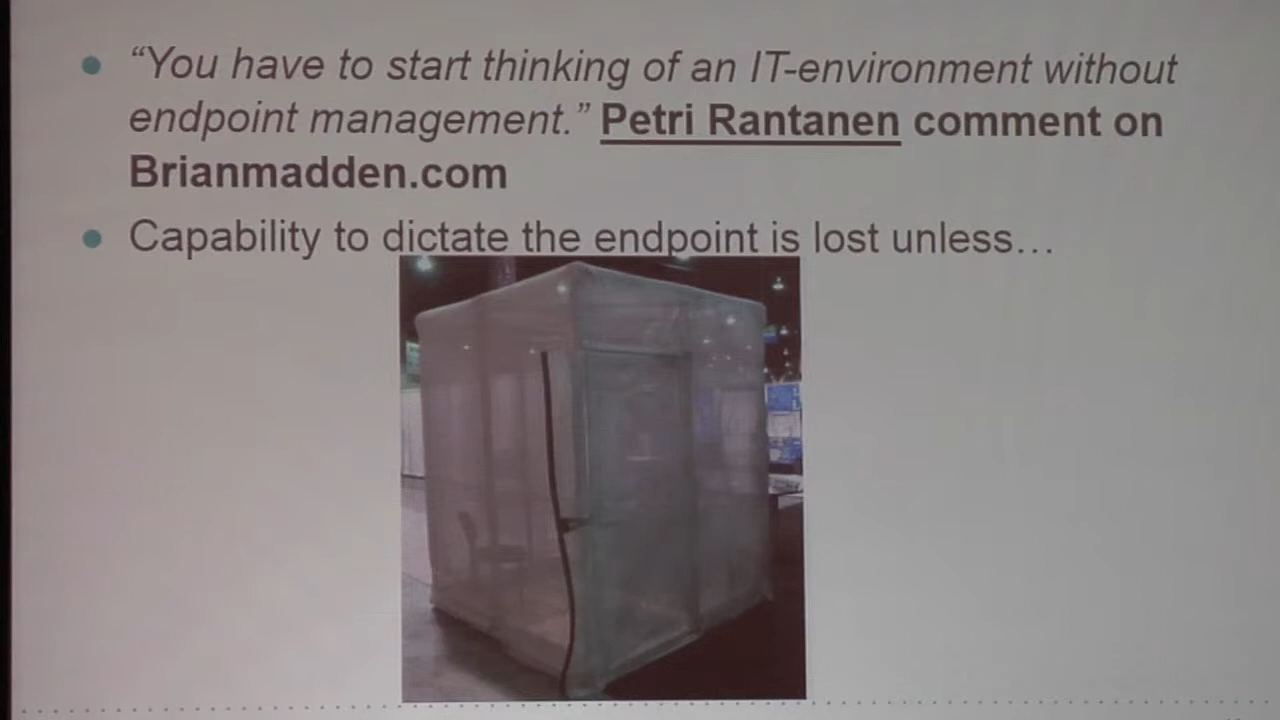 “You have to start thinking of an IT-environment without
endpoint management.” Petri Rantanen comment on
Brianmadden.com
Capability to dictate the endpoint is lost unless…